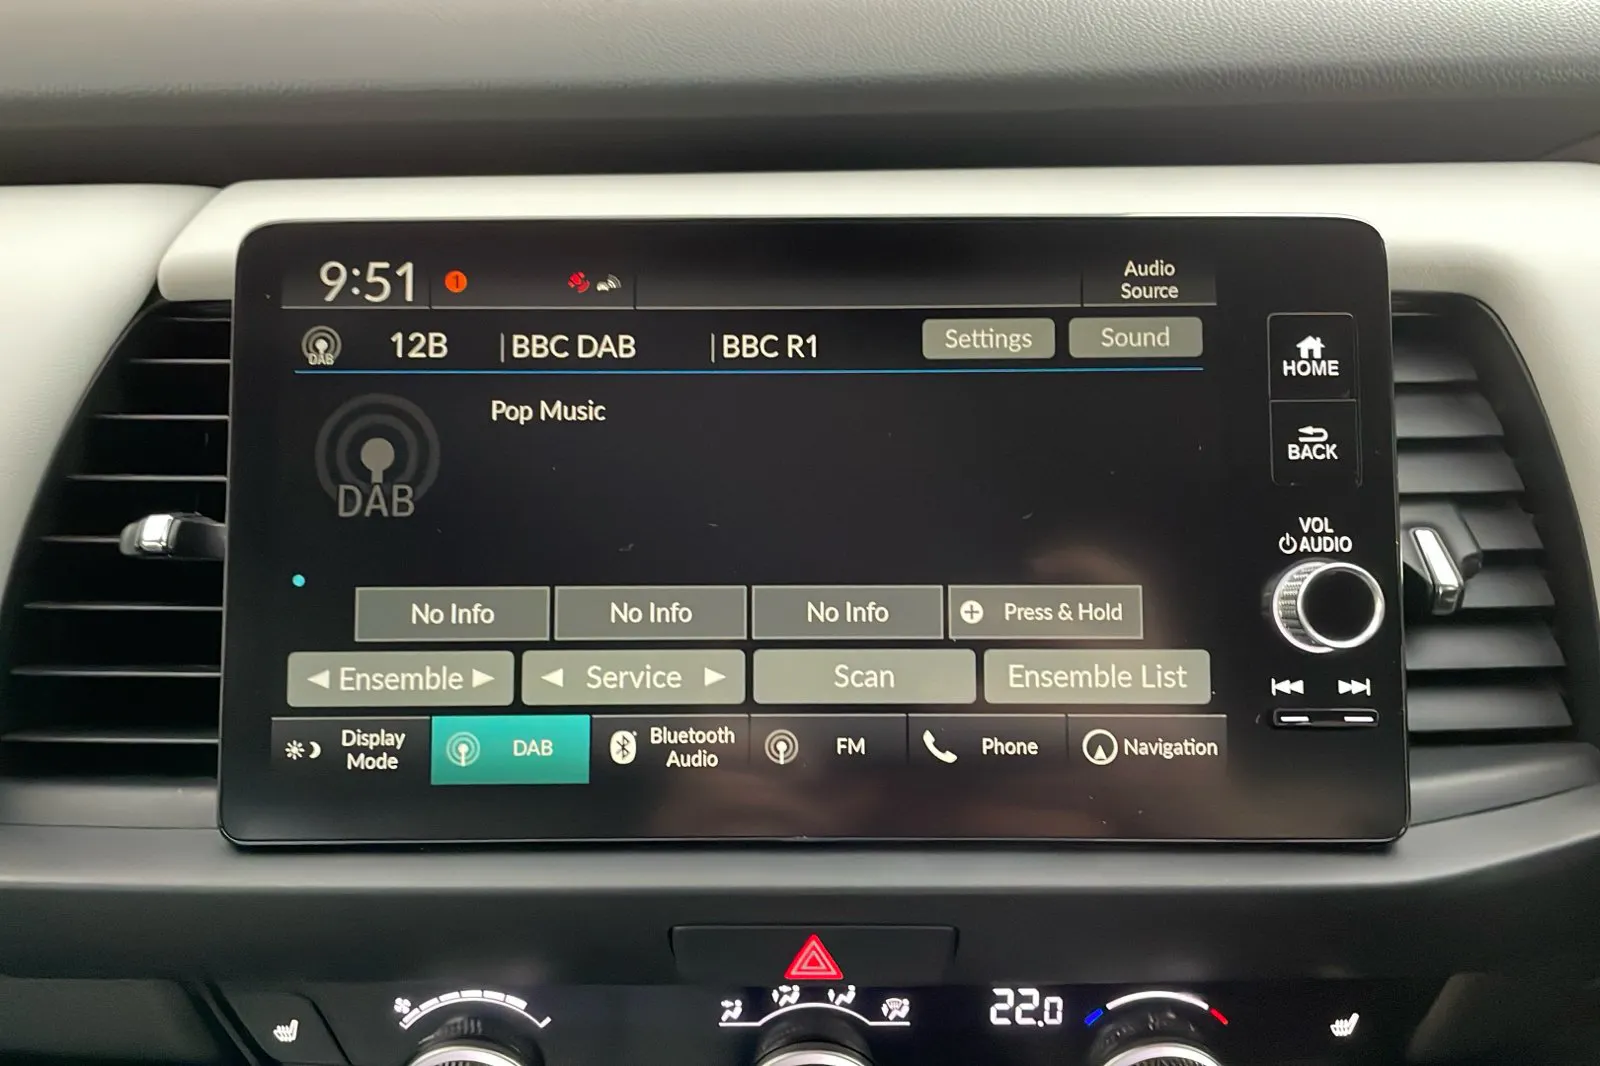 9:51
1
Audio
Source
DAB
12B
|BBC DAB
|BBC R1
Settings
Sound
HOME
Pop Music
DAB
BACK
VOL
AUDIO
No Info
No Info
No Info
Press & Hold
Ensemble
Service
Scan
Ensemble List
Display
Mode
DAB
Bluetooth
Audio
FM
Phone
Navigation
22.0